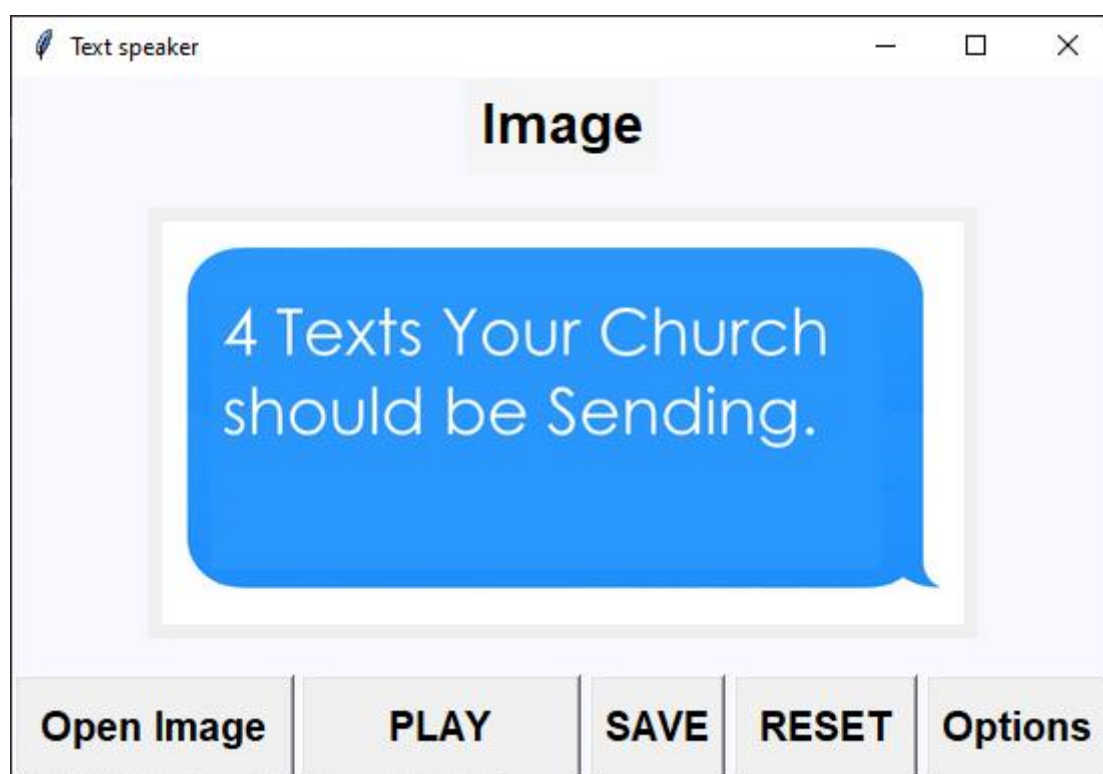 Text speaker
Image
4 Texts Your Church
should be Sending.
Open Image PLAY SAVE RESET Options